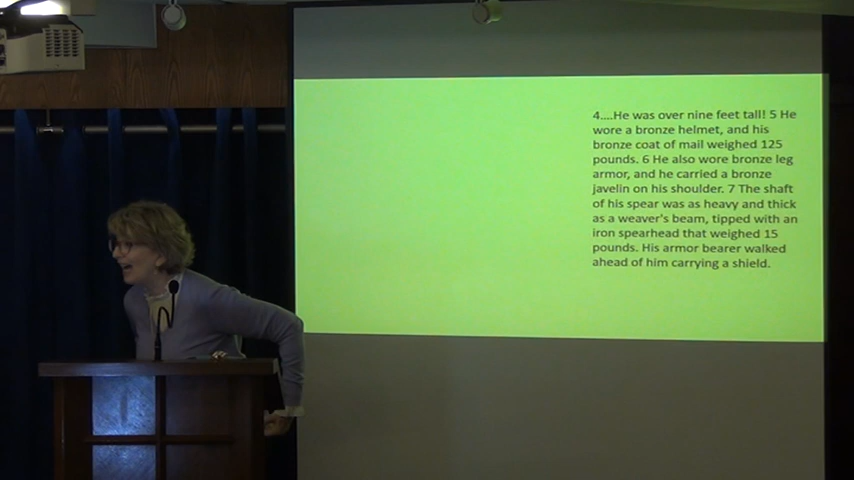 4....He was over nine feet tall! 5 He
wore a bronze helmet, and his
bronze coat of mail weighed 125
pounds. 6 He also wore bronze leg
armor, and he carried a bronze
javelin on his shoulder. 7 The shaft
of his spear was as heavy and thick
as a weaver's beam, tipped with an
iron spearhead that weighed 15
pounds. His armor bearer walked
ahead of him carrying a shield.